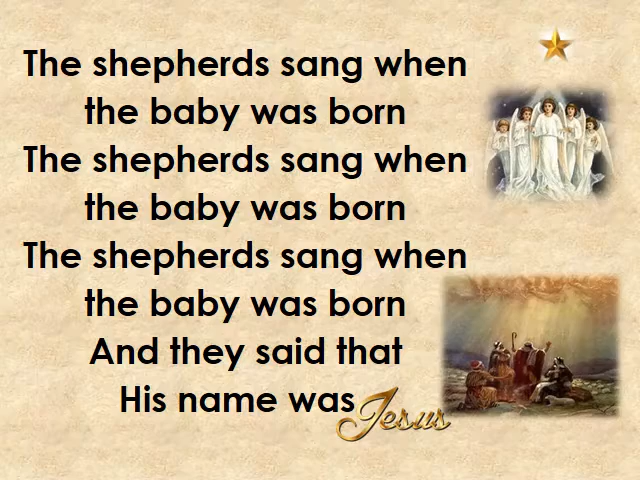 The shepherds sang when
the baby was born
The shepherds sang when
the baby was born
The shepherds sang when
the baby was born
And they said that
His name was Jesus